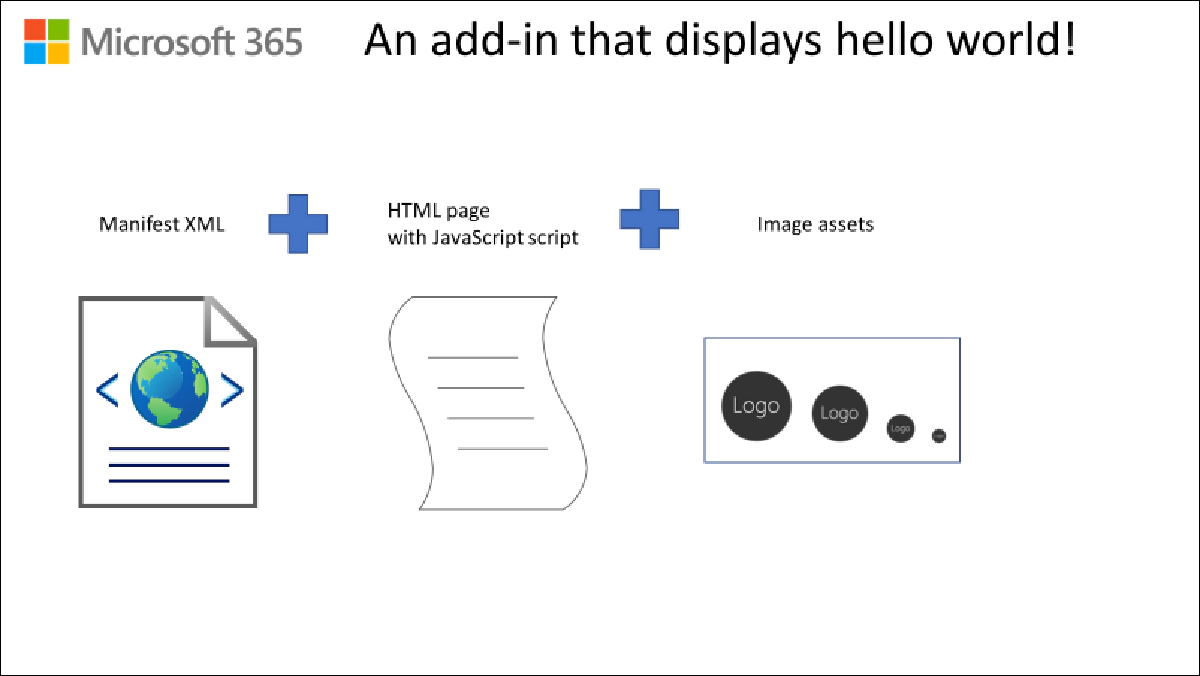 Microsoft 365
An add-in that displays hello world!
Manifest XML
HTML page
with JavaScript script
Image assets
Logo
Logo
Logo